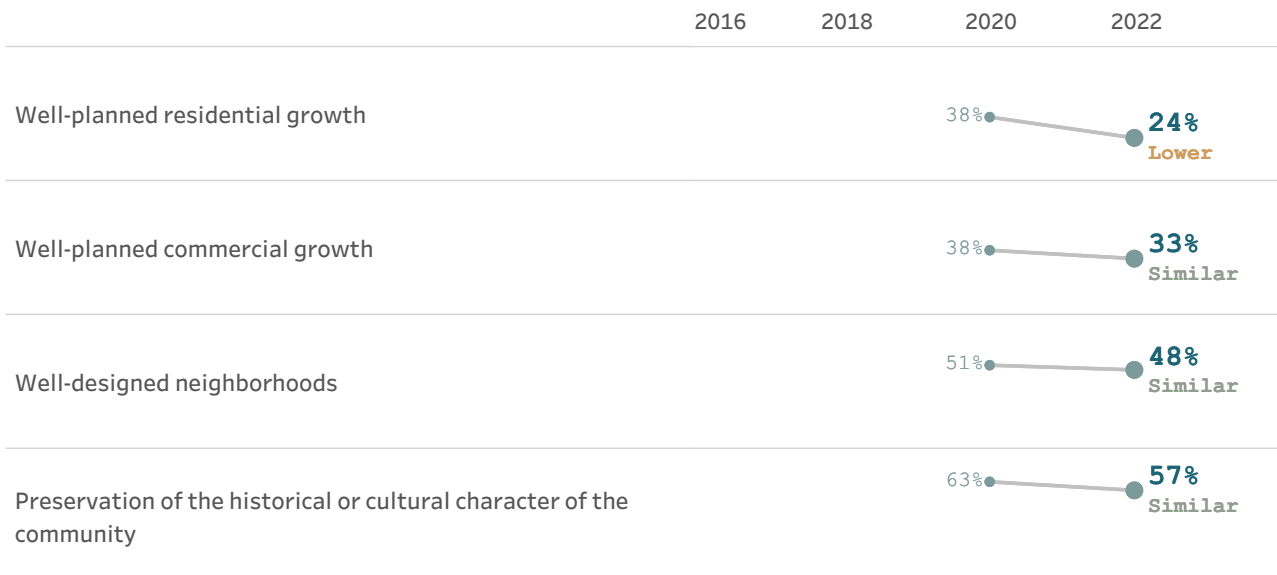 2016 2018 2020 2022
Well-planned residential growth 38% 24%
Lower
Well-planned commercial growth 38% 33%
Similar
Well-designed neighborhoods 51% 48%
Similar
63% 57%
Preservation of the historical or cultural character of the Similar
community